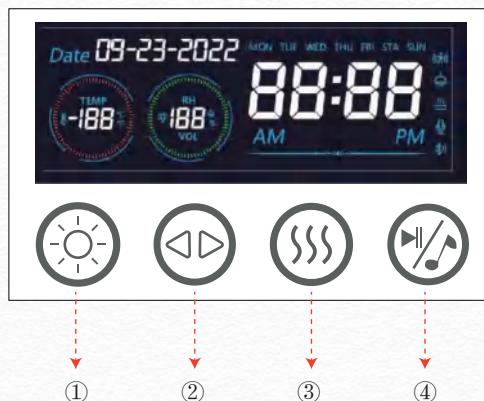 Date 09-23-2022
MON TUE WED THU FRI STA SUN
TEMP
-188
RH
188
VOL
88:88
AM PM
① ② ③ ④